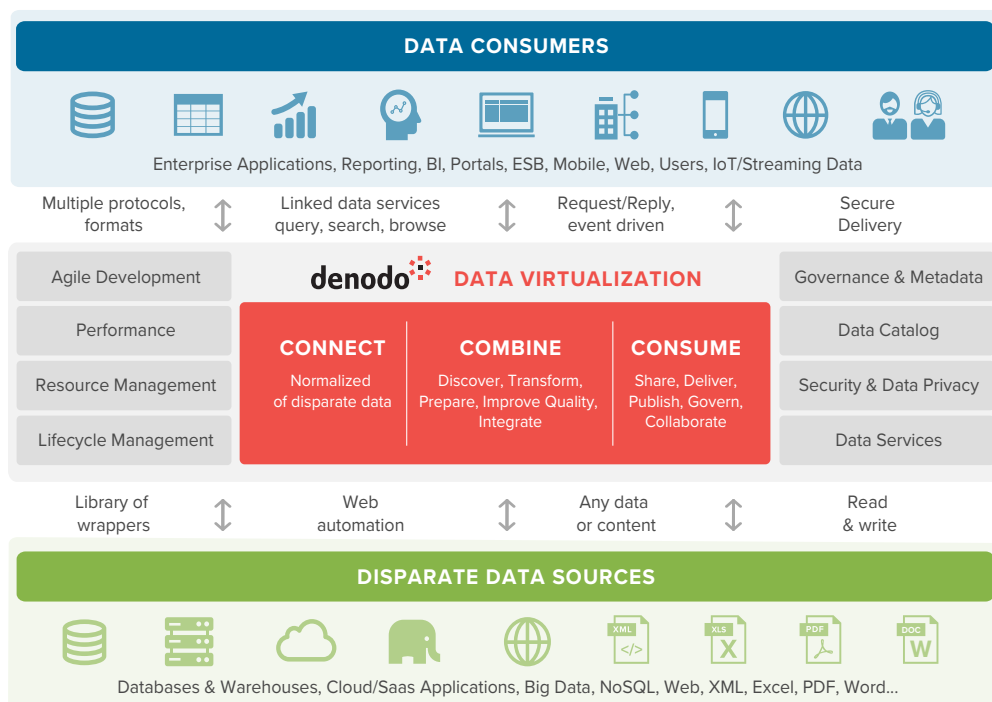 DATA CONSUMERS
Enterprise Applications, Reporting, BI, Portals, ESB, Mobile, Web, Users, IoT/Streaming Data
Multiple protocols,
formats
Linked data services
query, search, browse
Request/Reply,
event driven
Secure
Delivery
Agile Development
Performance
Resource Management
Lifecycle Management
denodo DATA VIRTUALIZATION
CONNECT
Normalized
of disparate data
COMBINE
Discover, Transform,
Prepare, Improve Quality,
Integrate
CONSUME
Share, Deliver,
Publish, Govern,
Collaborate
Governance & Metadata
Data Catalog
Security & Data Privacy
Data Services
Library of
wrappers
Web
automation
Any data
or content
Read
& write
DISPARATE DATA SOURCES
XML
</>
XLS
X
PDF
DOC
W
Databases & Warehouses, Cloud/Saas Applications, Big Data, NoSQL, Web, XML, Excel, PDF, Word...